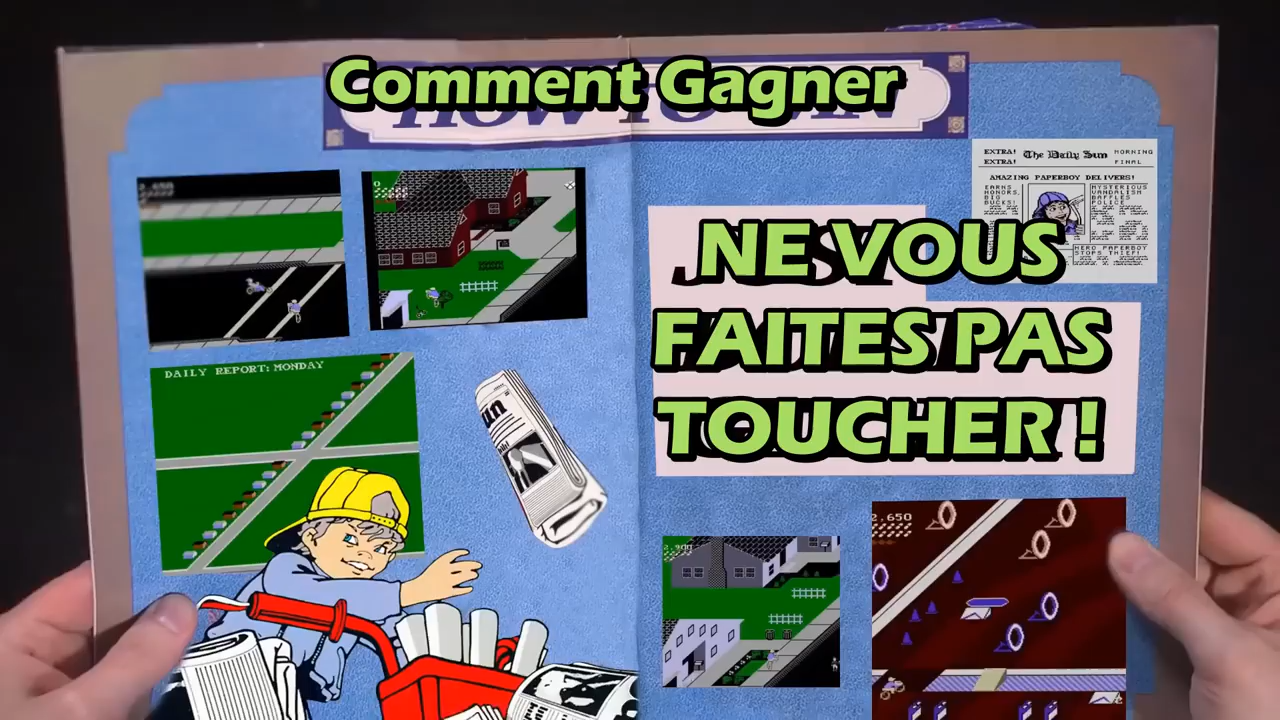 Comment Gagner
HOW TO WIN
EXTRA! The Daily Sun MORNING
EXTRA! FINAL
AMAZING PAPERBOY DELIVERS!
EARNS
HONORS,
BIG
BUCKS!
MYSTERIOUS
VANDALISM
BAFFLES
POLICE
HERO PAPERBOY
STOPS THIEF!
NE VOUS
FAITES PAS
TOUCHER !
DAILY REPORT: MONDAY
2,650